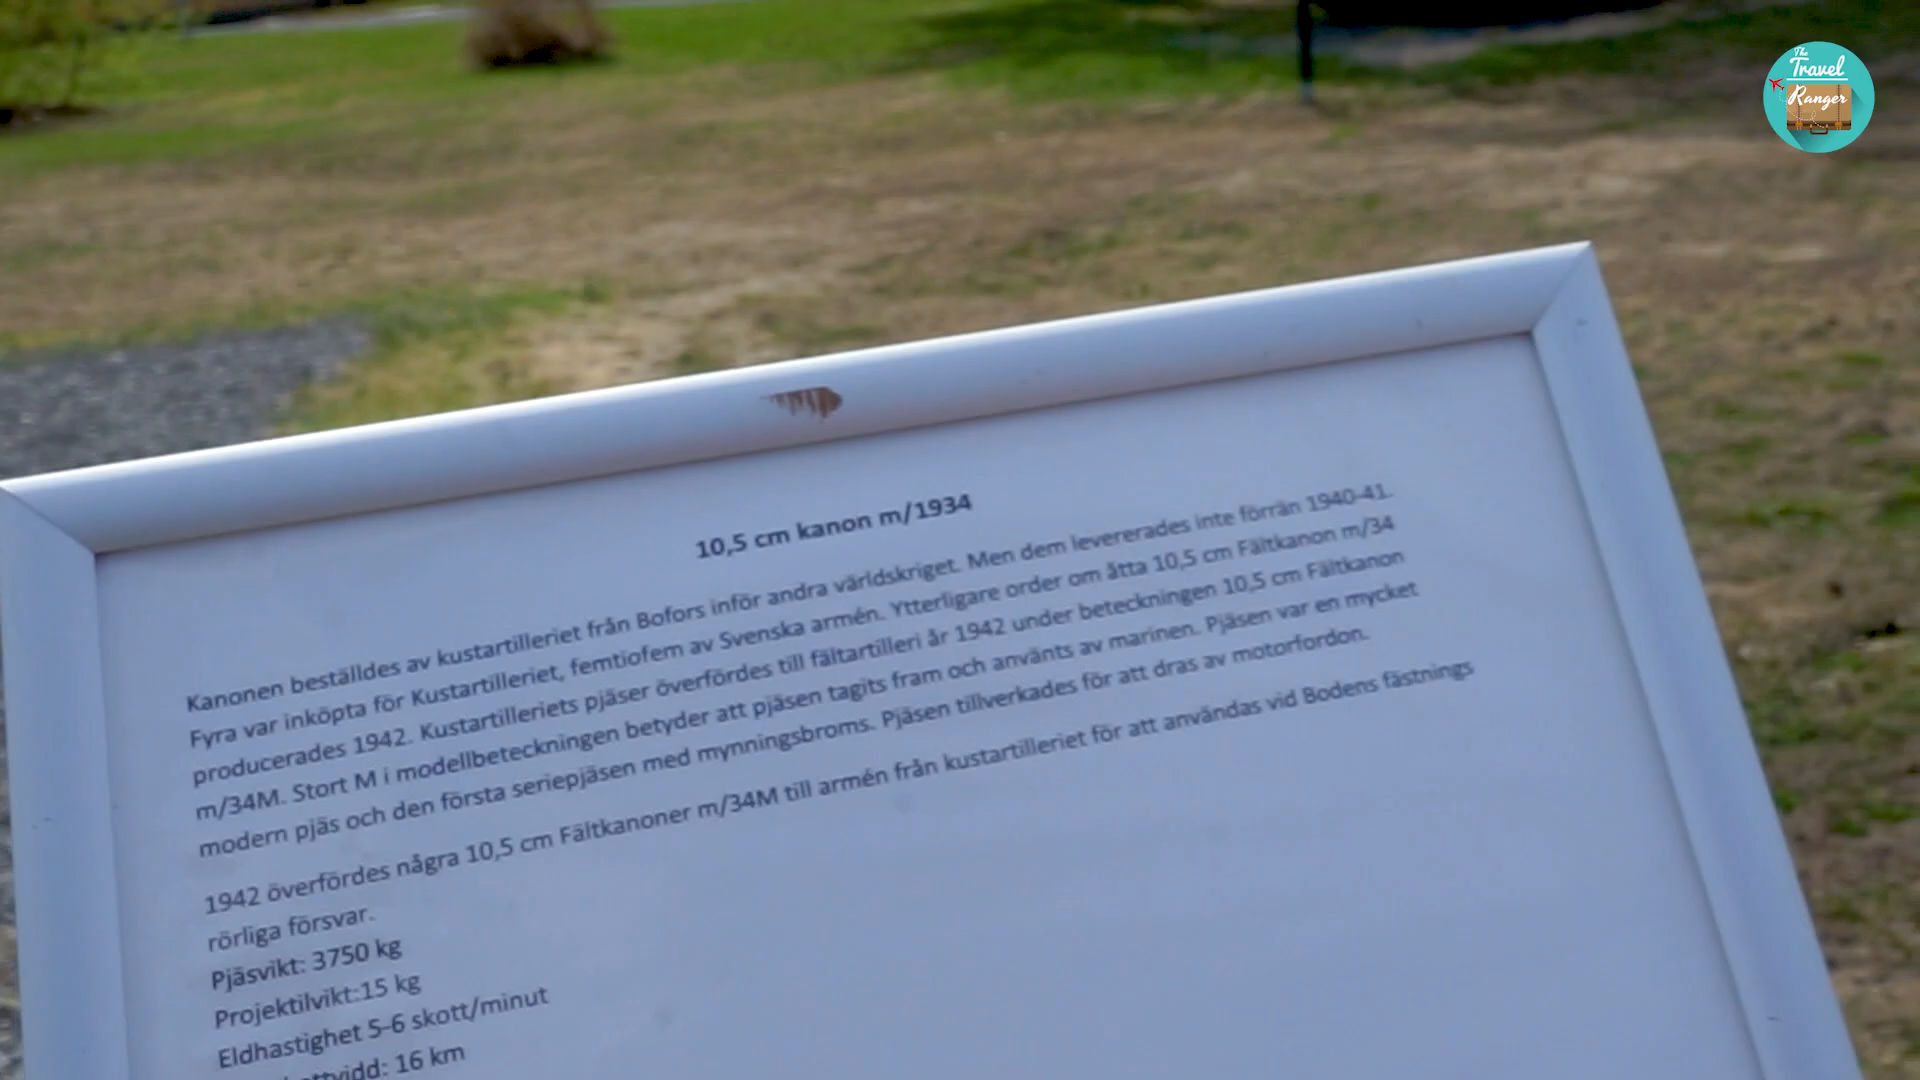 The
Travel
Ranger
10,5 cm kanon m/1934
Kanonen beställdes av kustartilleriet från Bofors inför andra världskriget. Men dem levererades inte förrän 1940-41.
Fyra var inköpta för Kustartilleriet, femtiofem av Svenska armén. Ytterligare order om åtta 10,5 cm Fältkanon m/34
producerades 1942. Kustartilleriets pjäser överfördes till fältartilleri år 1942 under beteckningen 10,5 cm Fältkanon
m/34M. Stort M i modellbeteckningen betyder att pjäsen tagits fram och använts av marinen. Pjäsen var en mycket
modern pjäs och den första seriepjäsen med mynningsbroms. Pjäsen tillverkades för att dras av motorfordon.
1942 överfördes några 10,5 cm Fältkanoner m/34M till armén från kustartilleriet för att användas vid Bodens fästnings
rörliga försvar.
Pjäsvikt: 3750 kg
Projektilvikt:15 kg
Eldhastighet 5-6 skott/minut
16 km